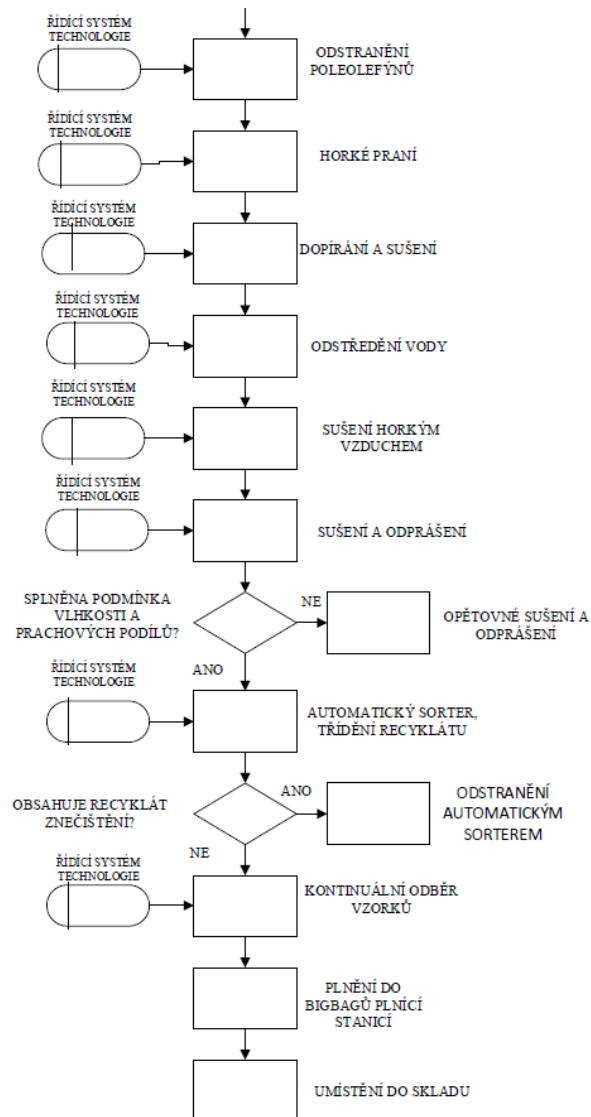 ŘÍDÍCÍ SYSTÉM
TECHNOLOGIE
ODSTRANĚNÍ
POLEOLEFÝNŮ
ŘÍDÍCÍ SYSTÉM
TECHNOLOGIE
HORKÉ PRANÍ
ŘÍDÍCÍ SYSTÉM
TECHNOLOGIE
DOPÍRÁNÍ A SUŠENÍ
ŘÍDÍCÍ SYSTÉM
TECHNOLOGIE
ODSTŘEDĚNÍ VODY
ŘÍDÍCÍ SYSTÉM
TECHNOLOGIE
SUŠENÍ HORKÝM
VZDUCHEM
ŘÍDÍCÍ SYSTÉM
TECHNOLOGIE
SUŠENÍ A ODPRÁŠENÍ
SPLNĚNA PODMÍNKA
VLHKOSTI A
PRACHOVÝCH PODÍLŮ?
NE
OPĚTOVNÉ SUŠENÍ A
ODPRÁŠENÍ
ANO
ŘÍDÍCÍ SYSTÉM
TECHNOLOGIE
AUTOMATICKÝ SORTER,
TŘÍDĚNÍ RECYKLÁTU
OBSAHUJE RECYKLÁT
ZNEČIŠTĚNÍ?
ANO
ODSTRANĚNÍ
AUTOMATICKÝM
SORTEREM
NE
ŘÍDÍCÍ SYSTÉM
TECHNOLOGIE
KONTINUÁLNÍ ODBĚR
VZORKŮ
PLNĚNÍ DO
BIGBAGŮ PLNÍCÍ
STANICÍ
UMÍSTĚNÍ DO SKLADU